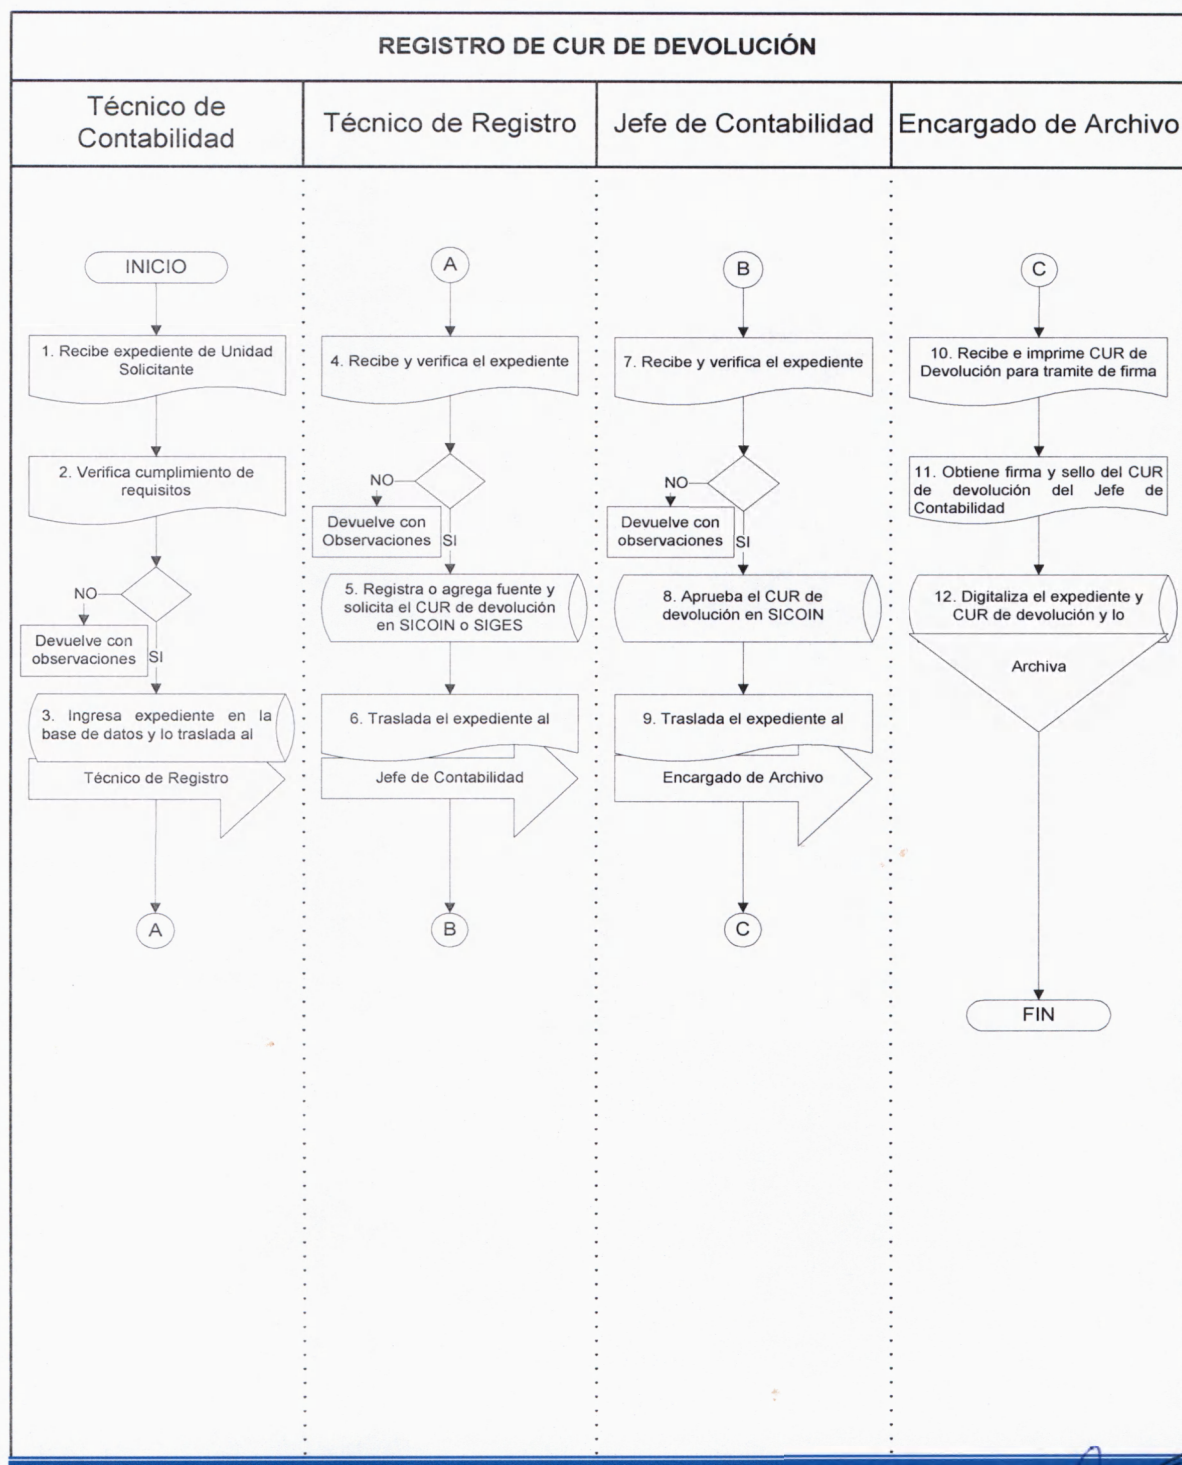 REGISTRO DE CUR DE DEVOLUCIÓN
Técnico de
Contabilidad
Técnico de Registro
Jefe de Contabilidad
Encargado de Archivo
INICIO
1. Recibe expediente de Unidad
Solicitante
2. Verifica cumplimiento de
requisitos
NO
Devuelve con
observaciones
SI
3. Ingresa expediente en la
base de datos y lo traslada al
Técnico de Registro
A
A
4. Recibe y verifica el expediente
NO
Devuelve con
Observaciones
SI
5. Registra o agrega fuente y
solicita el CUR de devolución
en SICOIN o SIGES
6. Traslada el expediente al
Jefe de Contabilidad
B
B
7. Recibe y verifica el expediente
NO
Devuelve con
observaciones
SI
8. Aprueba el CUR de
devolución en SICOIN
9. Traslada el expediente al
Encargado de Archivo
C
C
10. Recibe e imprime CUR de
Devolución para tramite de firma
11. Obtiene firma y sello del CUR
de devolución del Jefe de
Contabilidad
12. Digitaliza el expediente y
CUR de devolución y lo
Archiva
FIN